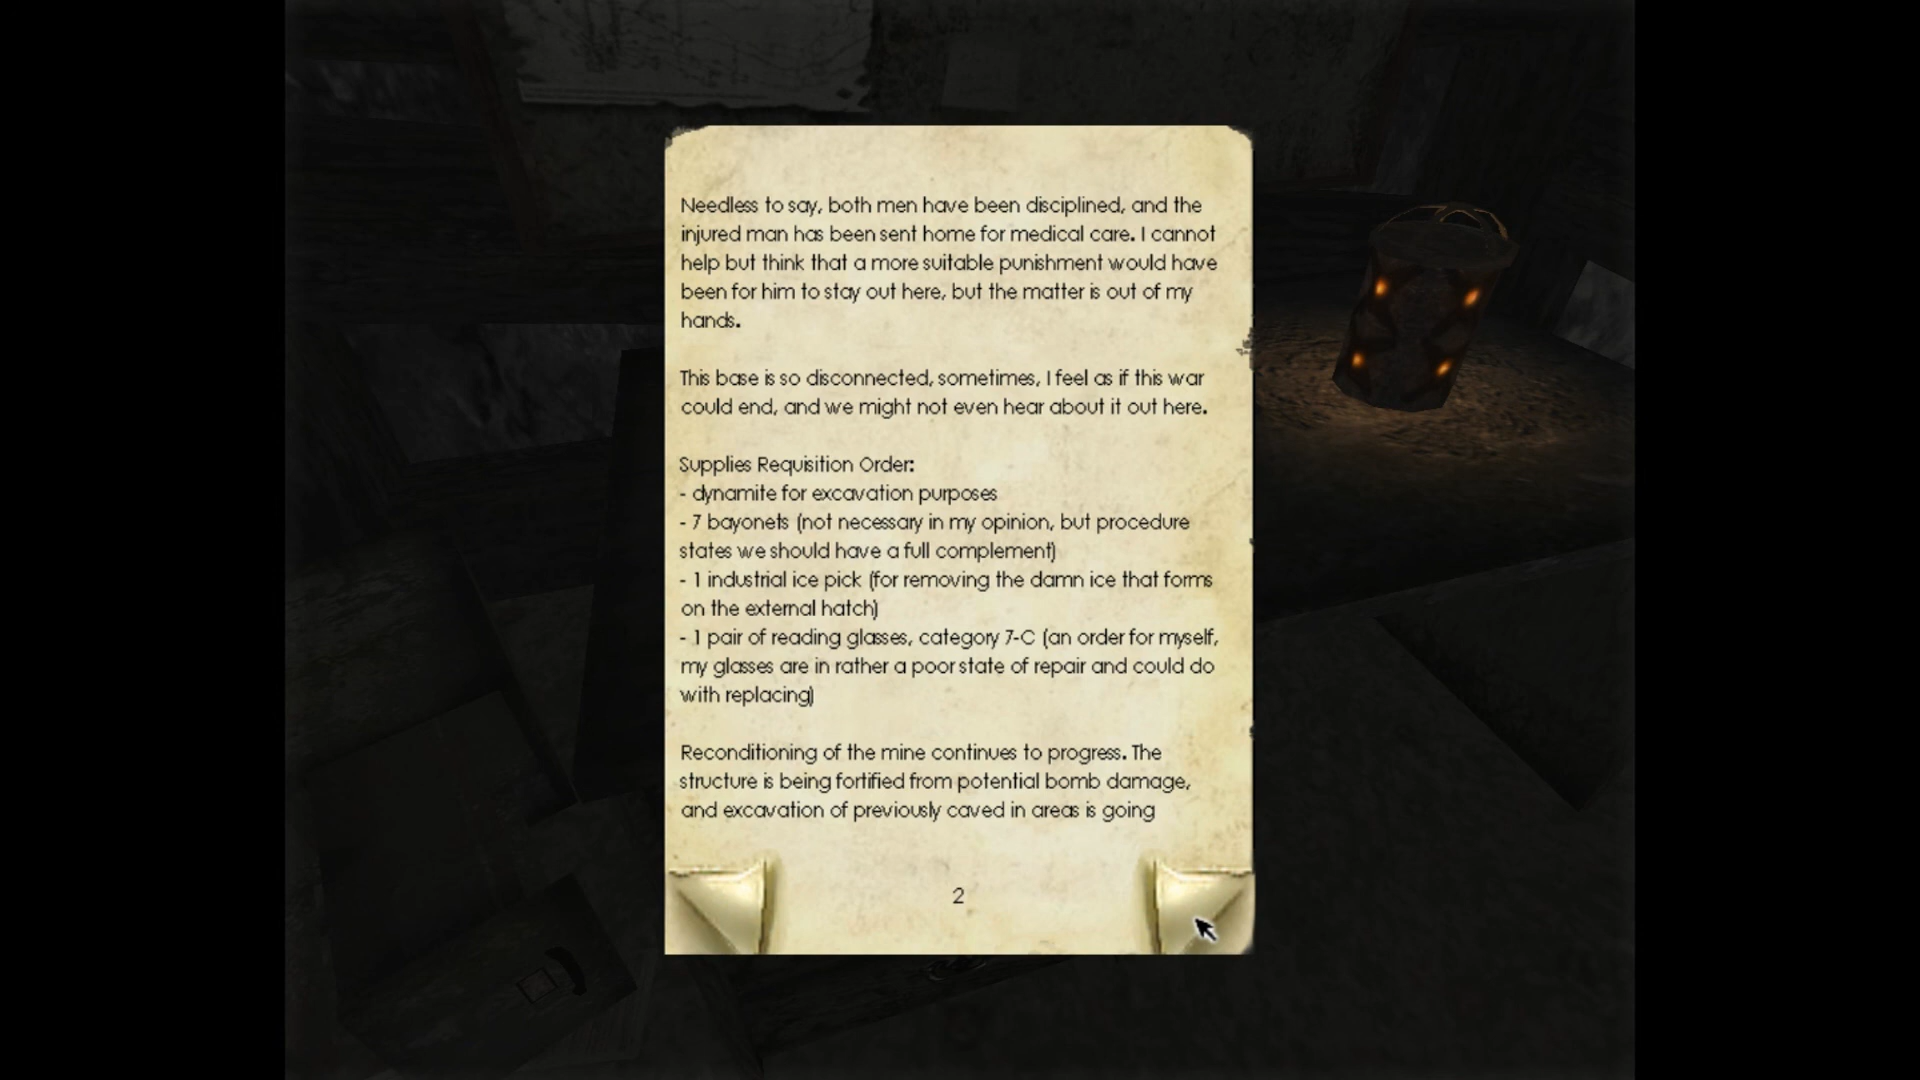 Needless to say, both men have been disciplined, and the
injured man has been sent home for medical care. I cannot
help but think that a more suitable punishment would have
been for him to stay out here, but the matter is out of my
hands.
This base is so disconnected, sometimes, I feel as if this war
could end, and we might not even hear about it out here.
Supplies Requisition Order:
- dynamite for excavation purposes
- 7 bayonets (not necessary in my opinion, but procedure
states we should have a full complement)
- 1 industrial ice pick (for removing the damn ice that forms
on the external hatch)
- 1 pair of reading glasses, category 7-C (an order for myself,
my glasses are in rather a poor state of repair and could do
with replacing)
Reconditioning of the mine continues to progress. The
structure is being fortified from potential bomb damage,
and excavation of previously caved in areas is going
2